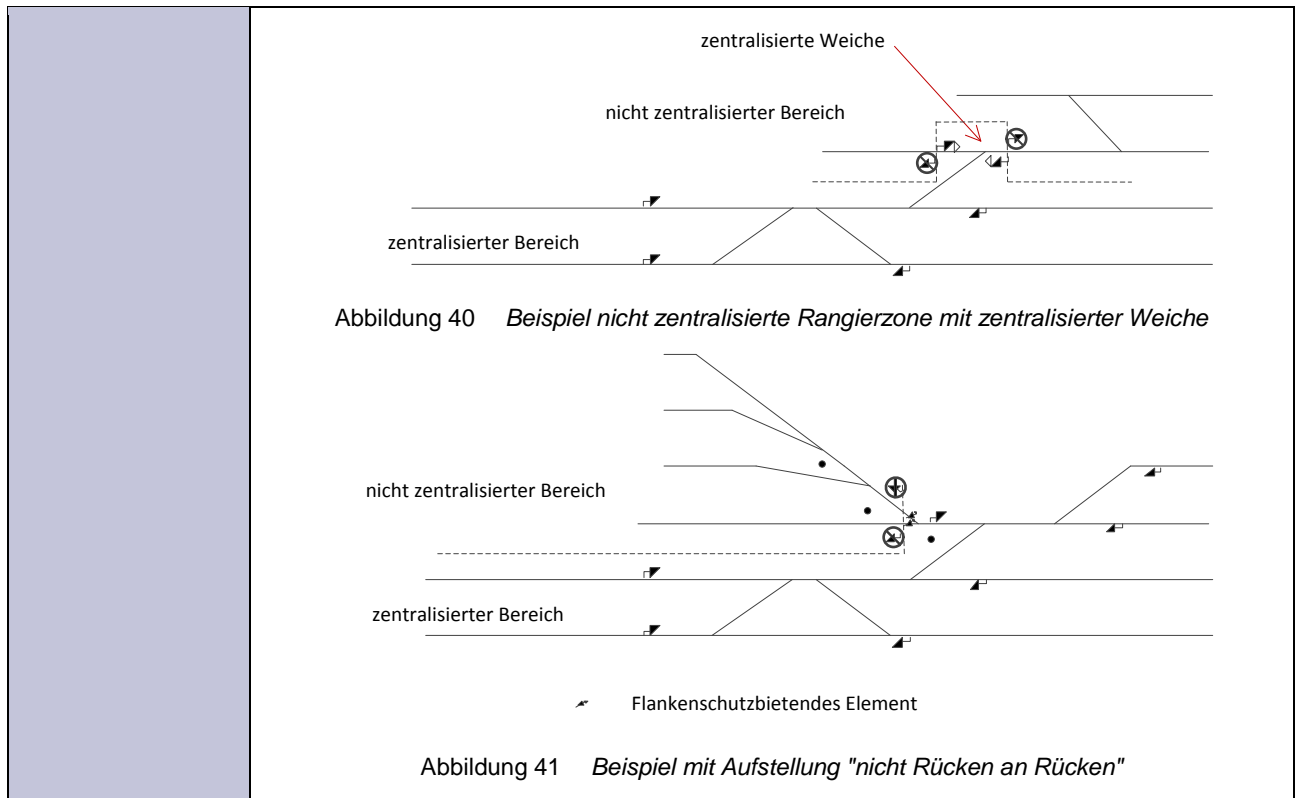 zentralisierte Weiche
nicht zentralisierter Bereich
zentralisierter Bereich
Abbildung 40 Beispiel nicht zentralisierte Rangierzone mit zentralisierter Weiche
nicht zentralisierter Bereich
zentralisierter Bereich
Flankenschutzbietendes Element
Abbildung 41 Beispiel mit Aufstellung "nicht Rücken an Rücken"